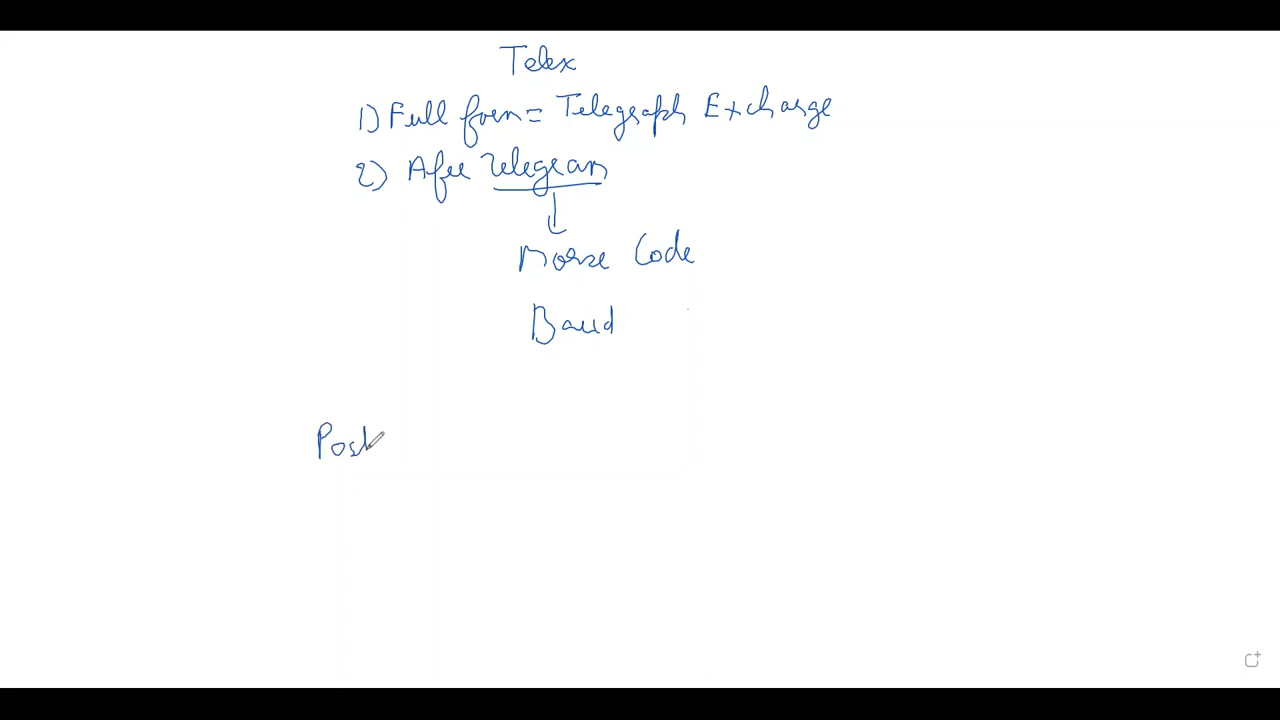 Telex
1) Full form = Telegraph Exchange
2) After Telegram
Morse Code
Baud
Post